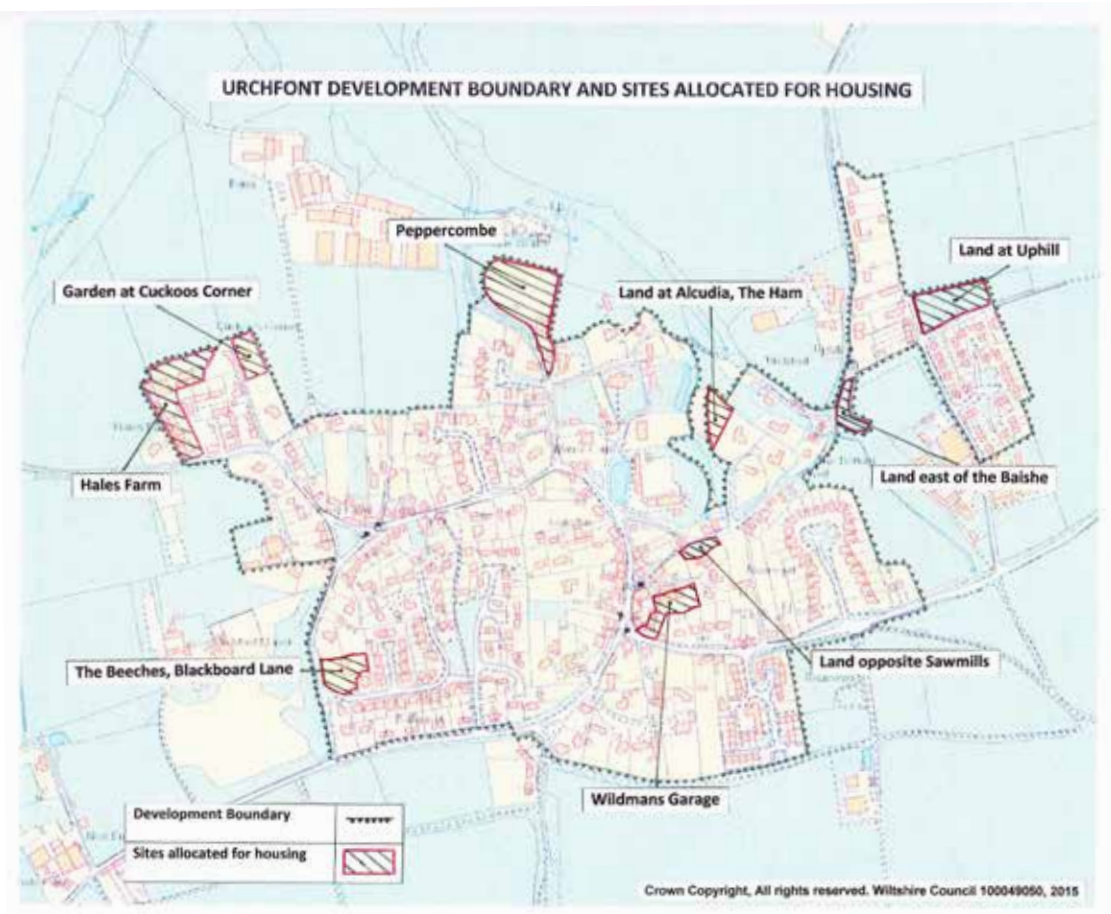 URCHFONT DEVELOPMENT BOUNDARY AND SITES ALLOCATED FOR HOUSING
Peppercombe
Land at Uphill
Garden at Cuckoos Corner
Land at Alcudia, The Ham
Hales Farm
Land east of the Baishe
The Beeches, Blackboard Lane
Land opposite Sawmills
Wildmans Garage
Development Boundary
Sites allocated for housing
Crown Copyright, All rights reserved. Wiltshire Council 100049050, 2015